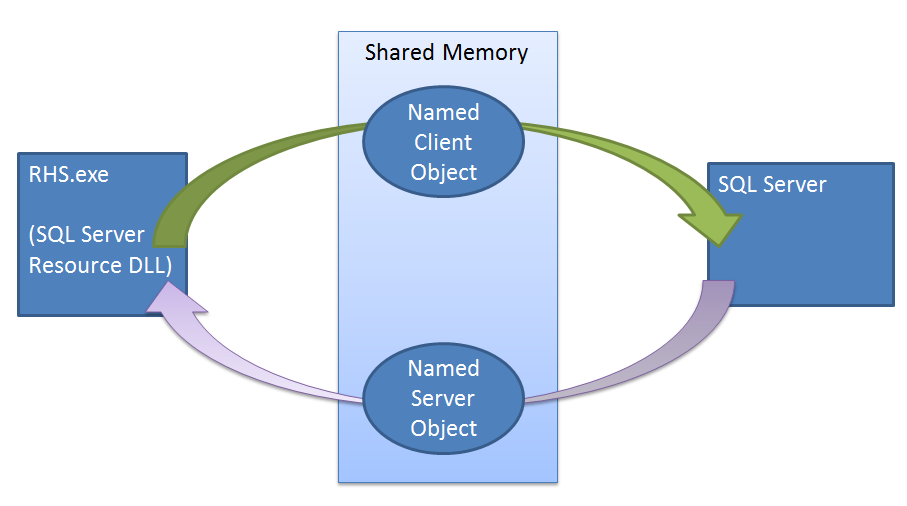 Shared Memory
Named
Client
Object
RHS.exe
(SQL Server
Resource DLL)
SQL Server
Named
Server
Object